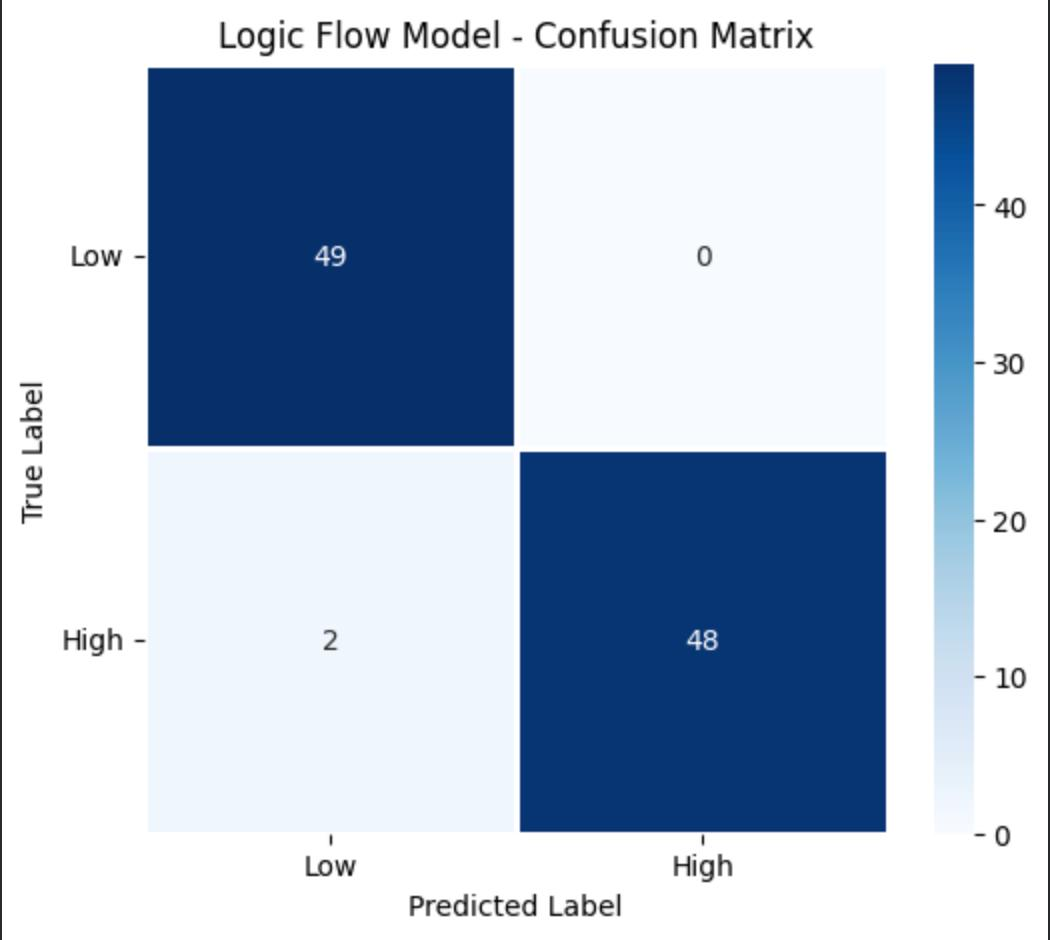 Logic Flow Model - Confusion Matrix
True Label
Low
49
0
High
2
48
Low
High
Predicted Label
40
30
20
10
0